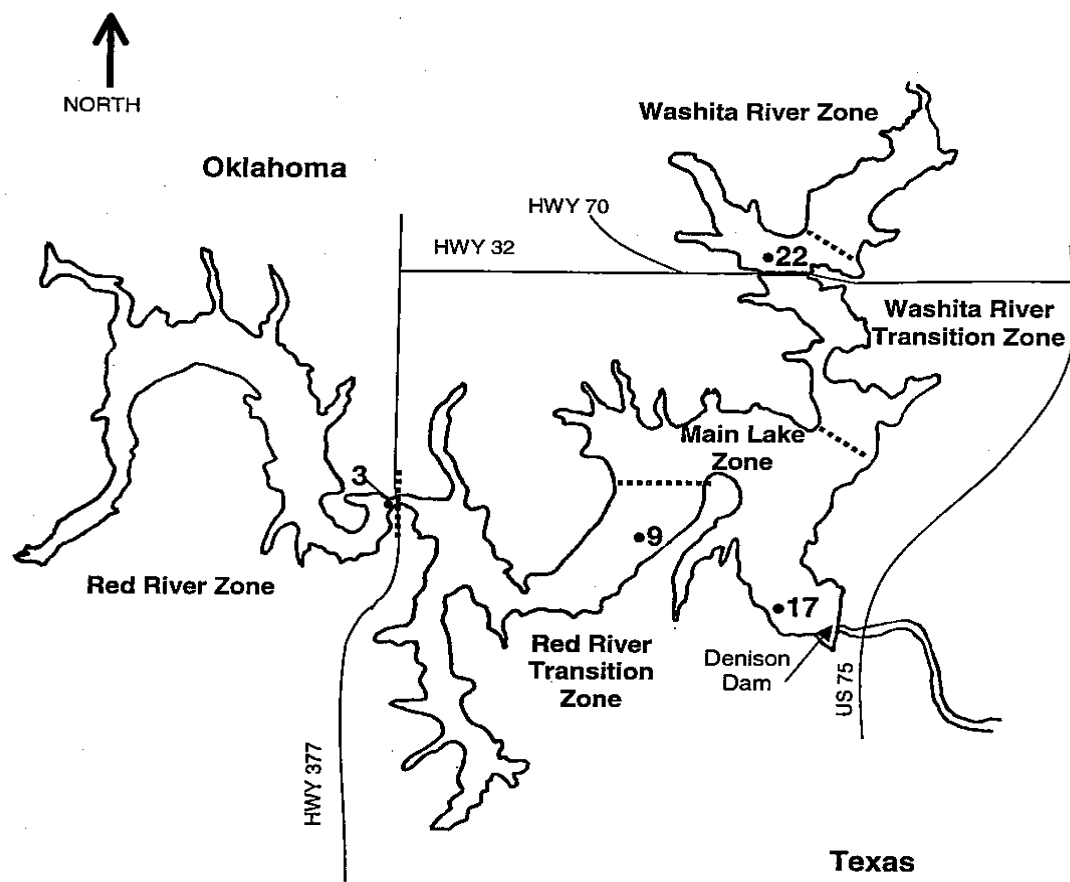 NORTH
Washita River Zone
Oklahoma
HWY 70
HWY 32
22
Washita River
Transition Zone
Main Lake
Zone
3
9
Red River Zone
17
Red River
Transition
Zone
Denison
Dam
US 75
HWY 377
Texas